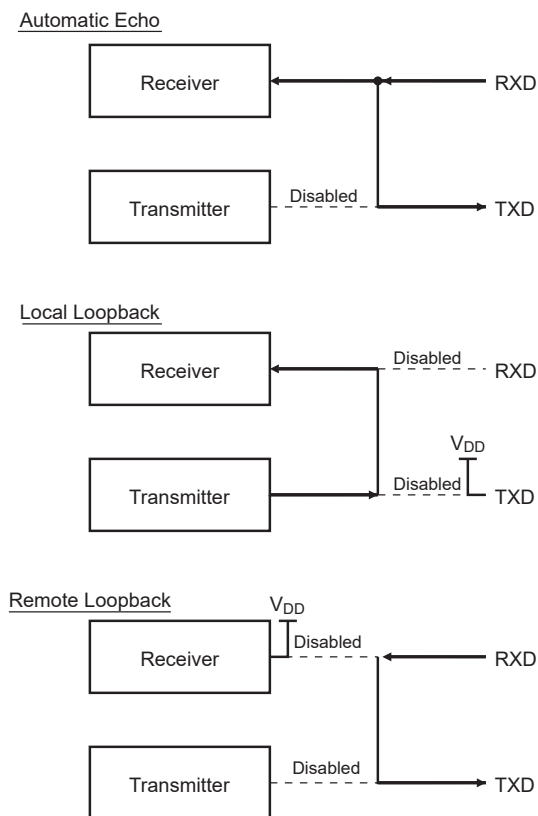 Automatic Echo
Receiver
RXD
Transmitter
Disabled
TXD
Local Loopback
Receiver
Disabled
RXD
VDD
Transmitter
Disabled
TXD
Remote Loopback
VDD
Receiver
Disabled
RXD
Transmitter
Disabled
TXD